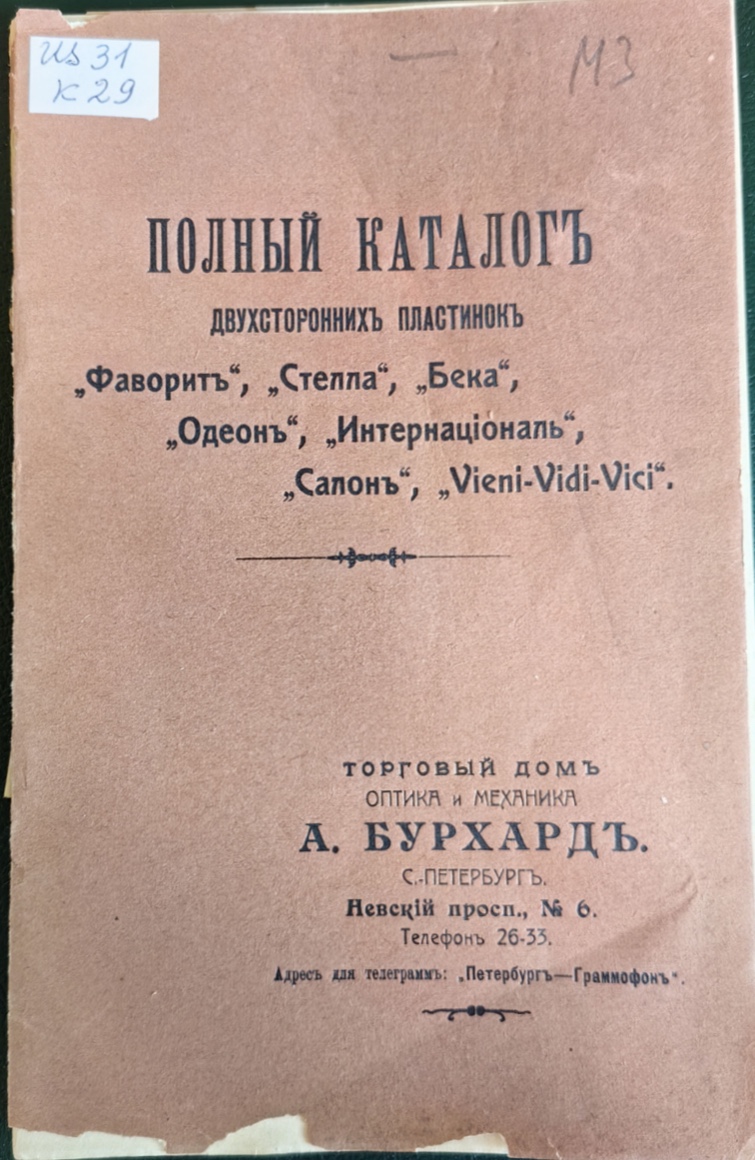 Из 31
К 29
МЗ
ПОЛНЫЙ КАТАЛОГЪ
ДВУХСТОРОННИХЪ ПЛАСТИНОКЪ
„Фаворитъ“, „Стелла“, „Бека“,
„Одеонъ“, „Интернаціональ“,
„Салонъ“, „Vieni-Vidi-Vici“.
ТОРГОВЫЙ ДОМЪ
ОПТИКА и МЕХАНИКА
А. БУРХАРДЪ.
С.-ПЕТЕРБУРГЪ.
Невскій просп., № 6.
Телефонъ 26-33.
Адресъ для телеграммъ: „Петербургъ—Граммофонъ“.